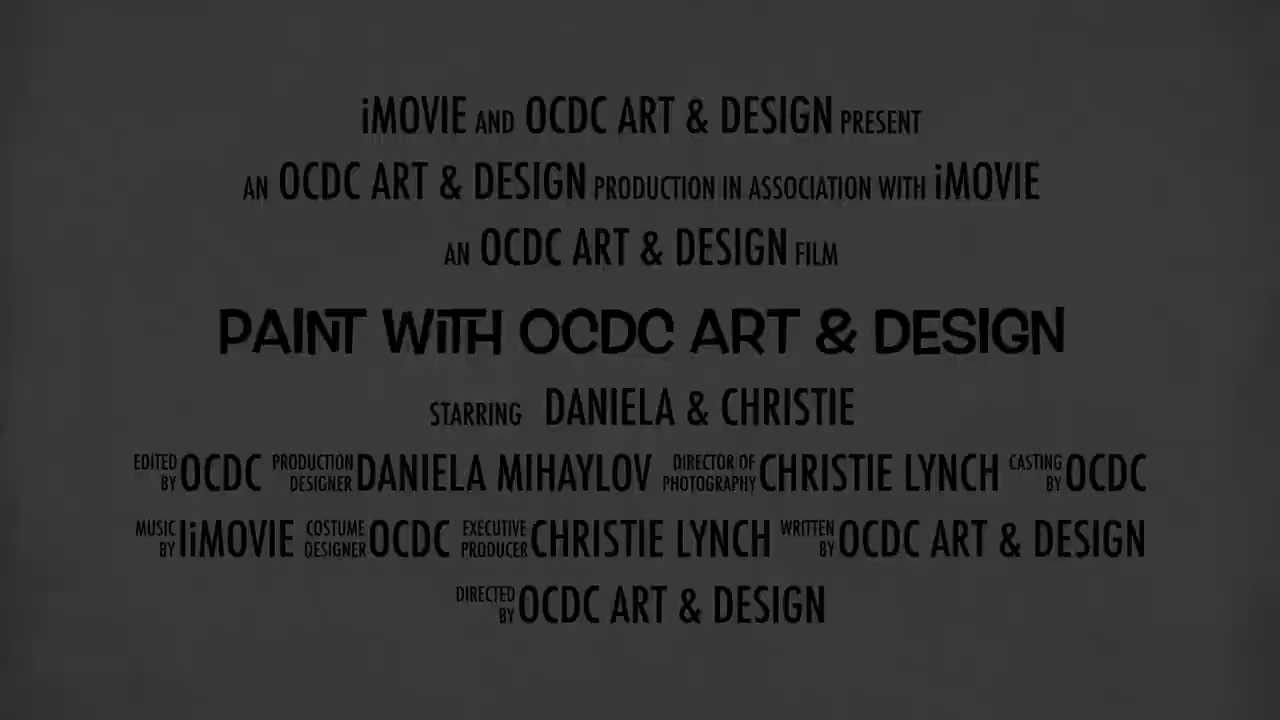 iMOVIE AND OCDC ART & DESIGN PRESENT
AN OCDC ART & DESIGN PRODUCTION IN ASSOCIATION WITH iMOVIE
AN OCDC ART & DESIGN FILM
PAINT WiTH OCDC ART & DESIGN
STARRING DANIELA & CHRISTIE
EDITED BY OCDC PRODUCTION DESIGNER DANIELA MIHAYLOV DIRECTOR OF PHOTOGRAPHY CHRISTIE LYNCH CASTING BY OCDC
MUSIC BY IiMOVIE COSTUME DESIGNER OCDC EXECUTIVE PRODUCER CHRISTIE LYNCH WRITTEN BY OCDC ART & DESIGN
DIRECTED BY OCDC ART & DESIGN